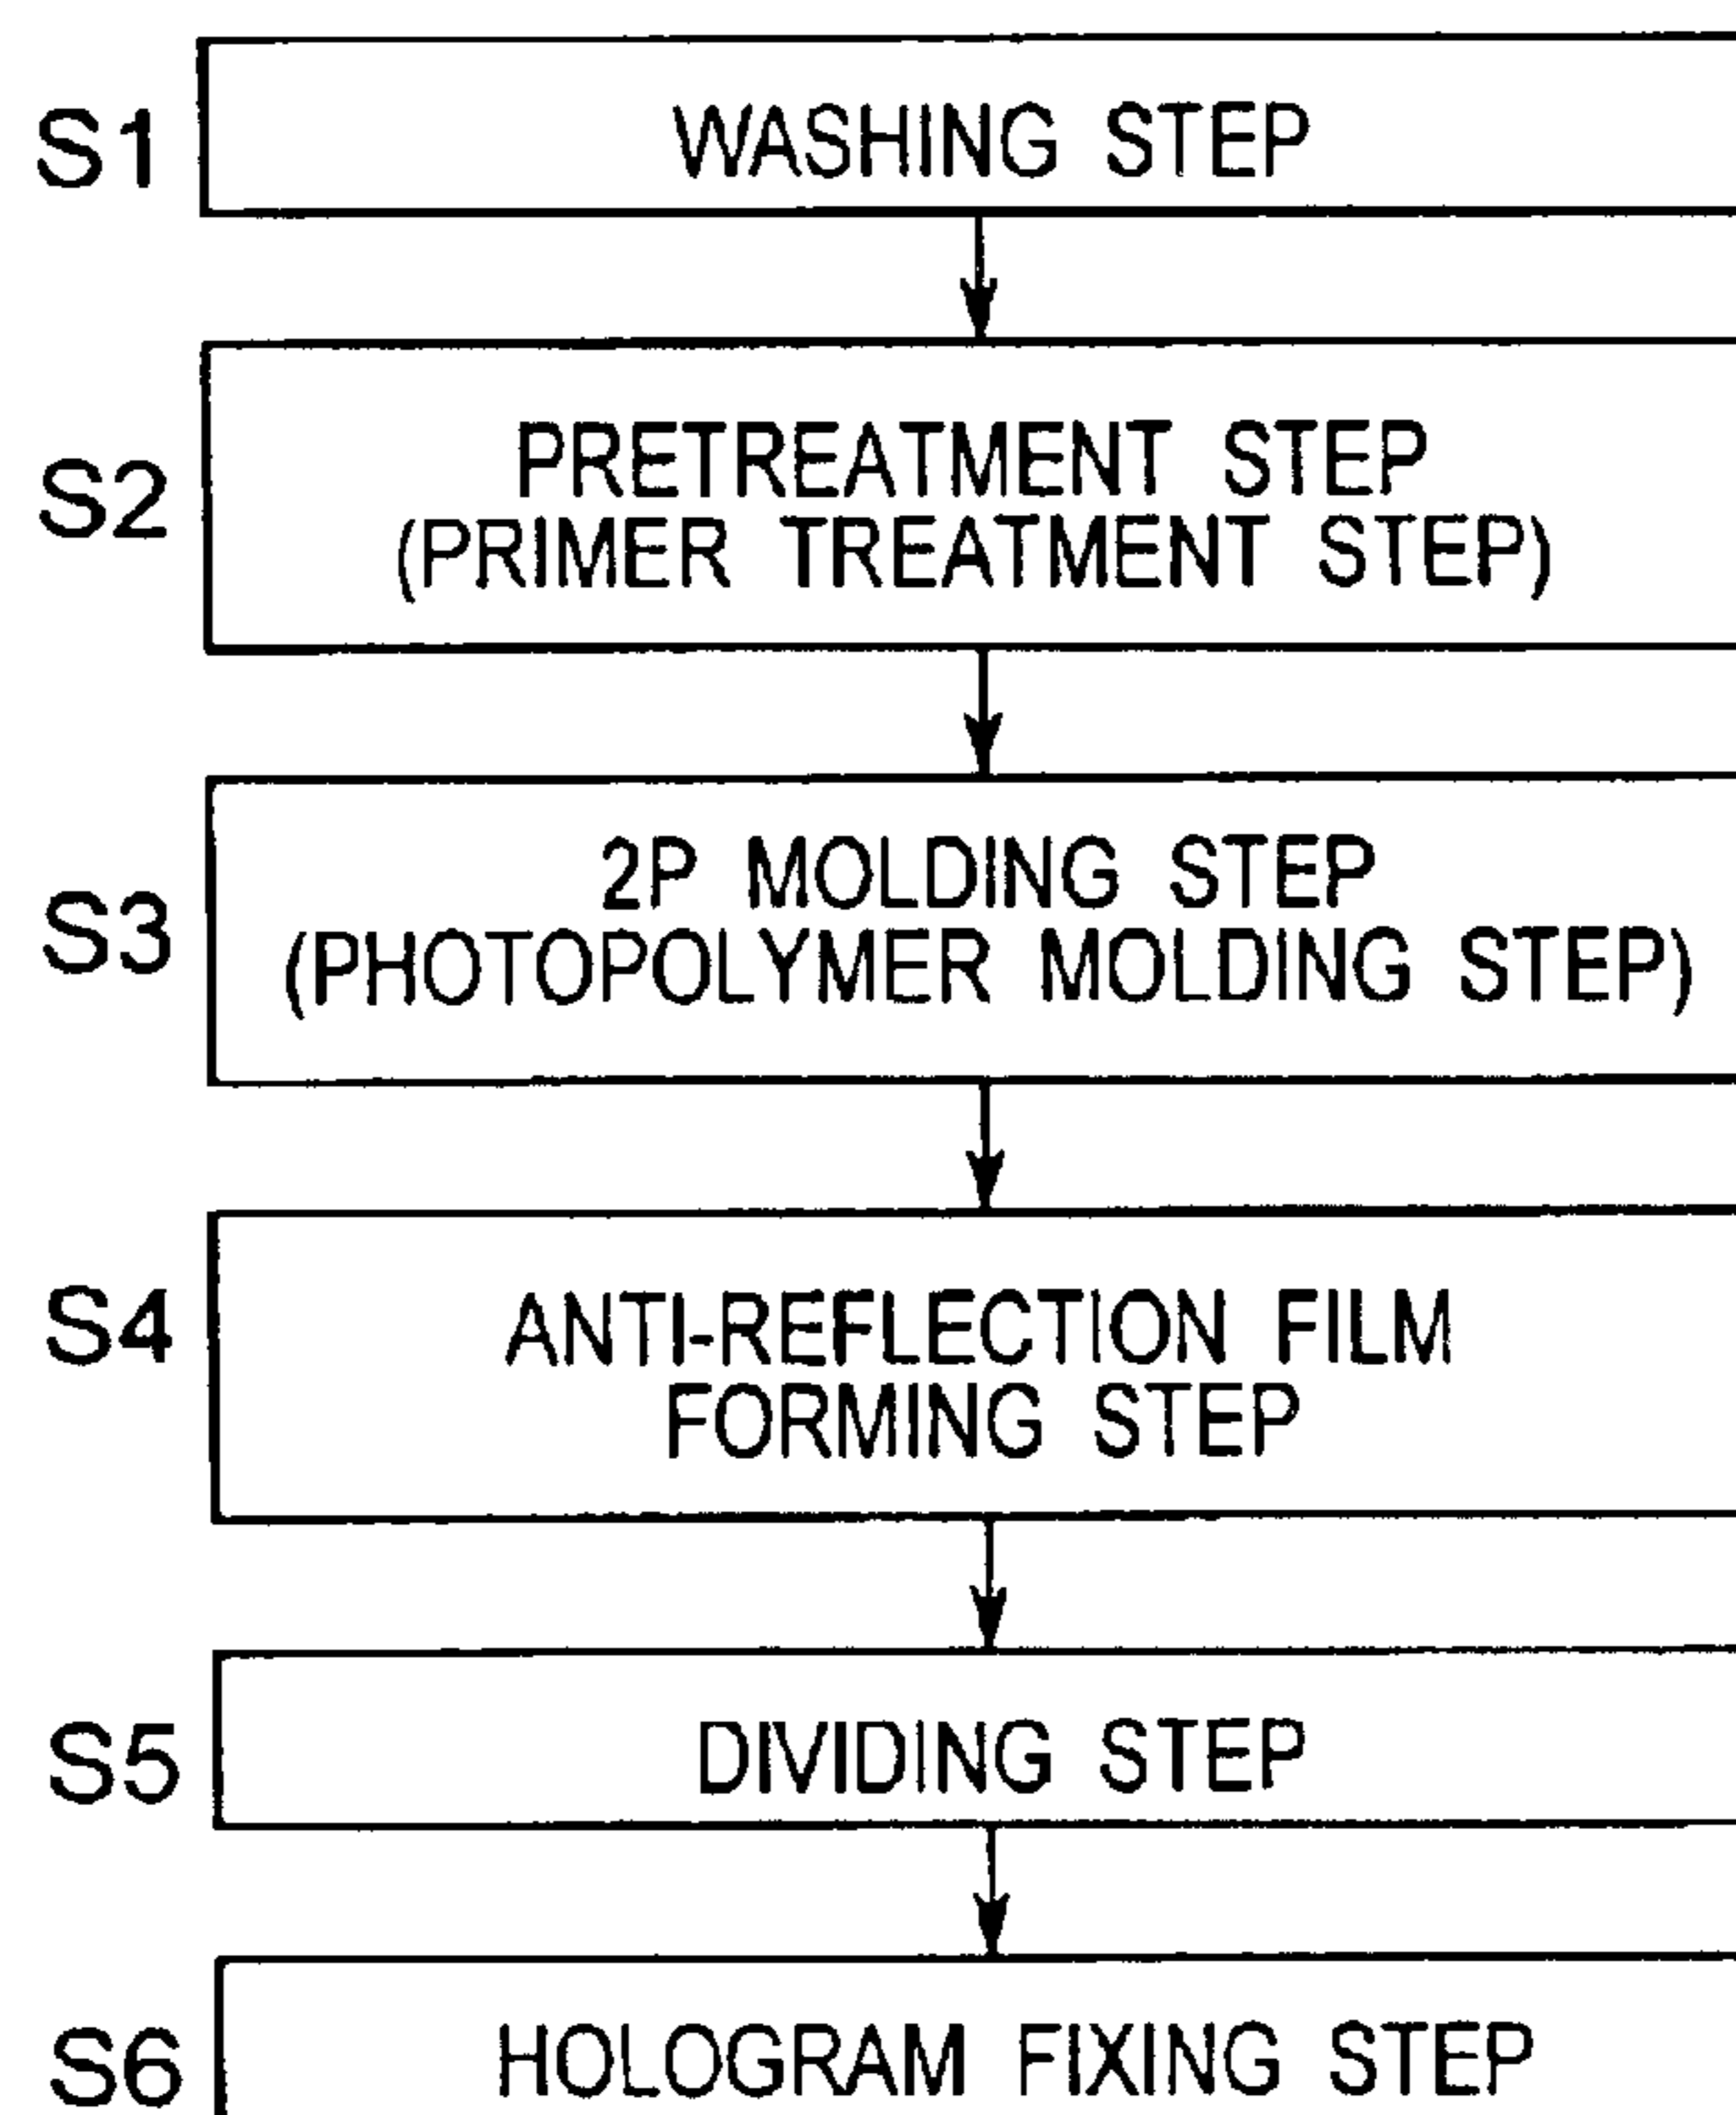 S1 WASHING STEP
S2 PRETREATMENT STEP
(PRIMER TREATMENT STEP)
S3 2P MOLDING STEP
(PHOTOPOLYMER MOLDING STEP)
S4 ANTI-REFLECTION FILM
FORMING STEP
S5 DIVIDING STEP
S6 HOLOGRAM FIXING STEP